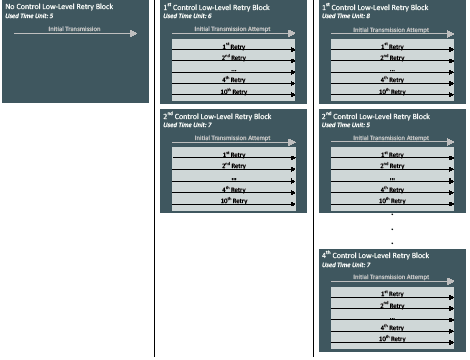 No Control Low-Level Retry Block
Used Time Unit: 5
Initial Transmission
1st Control Low-Level Retry Block
Used Time Unit: 6
Initial Transmission Attempt
1st Retry
2nd Retry
...
4th Retry
10th Retry
2nd Control Low-Level Retry Block
Used Time Unit: 7
Initial Transmission Attempt
1st Retry
2nd Retry
...
4th Retry
10th Retry
1st Control Low-Level Retry Block
Used Time Unit: 8
Initial Transmission Attempt
1st Retry
2nd Retry
...
4th Retry
10th Retry
2nd Control Low-Level Retry Block
Used Time Unit: 5
Initial Transmission Attempt
1st Retry
2nd Retry
...
4th Retry
10th Retry
.
.
.
4th Control Low-Level Retry Block
Used Time Unit: 7
Initial Transmission Attempt
1st Retry
2nd Retry
...
4th Retry
10th Retry